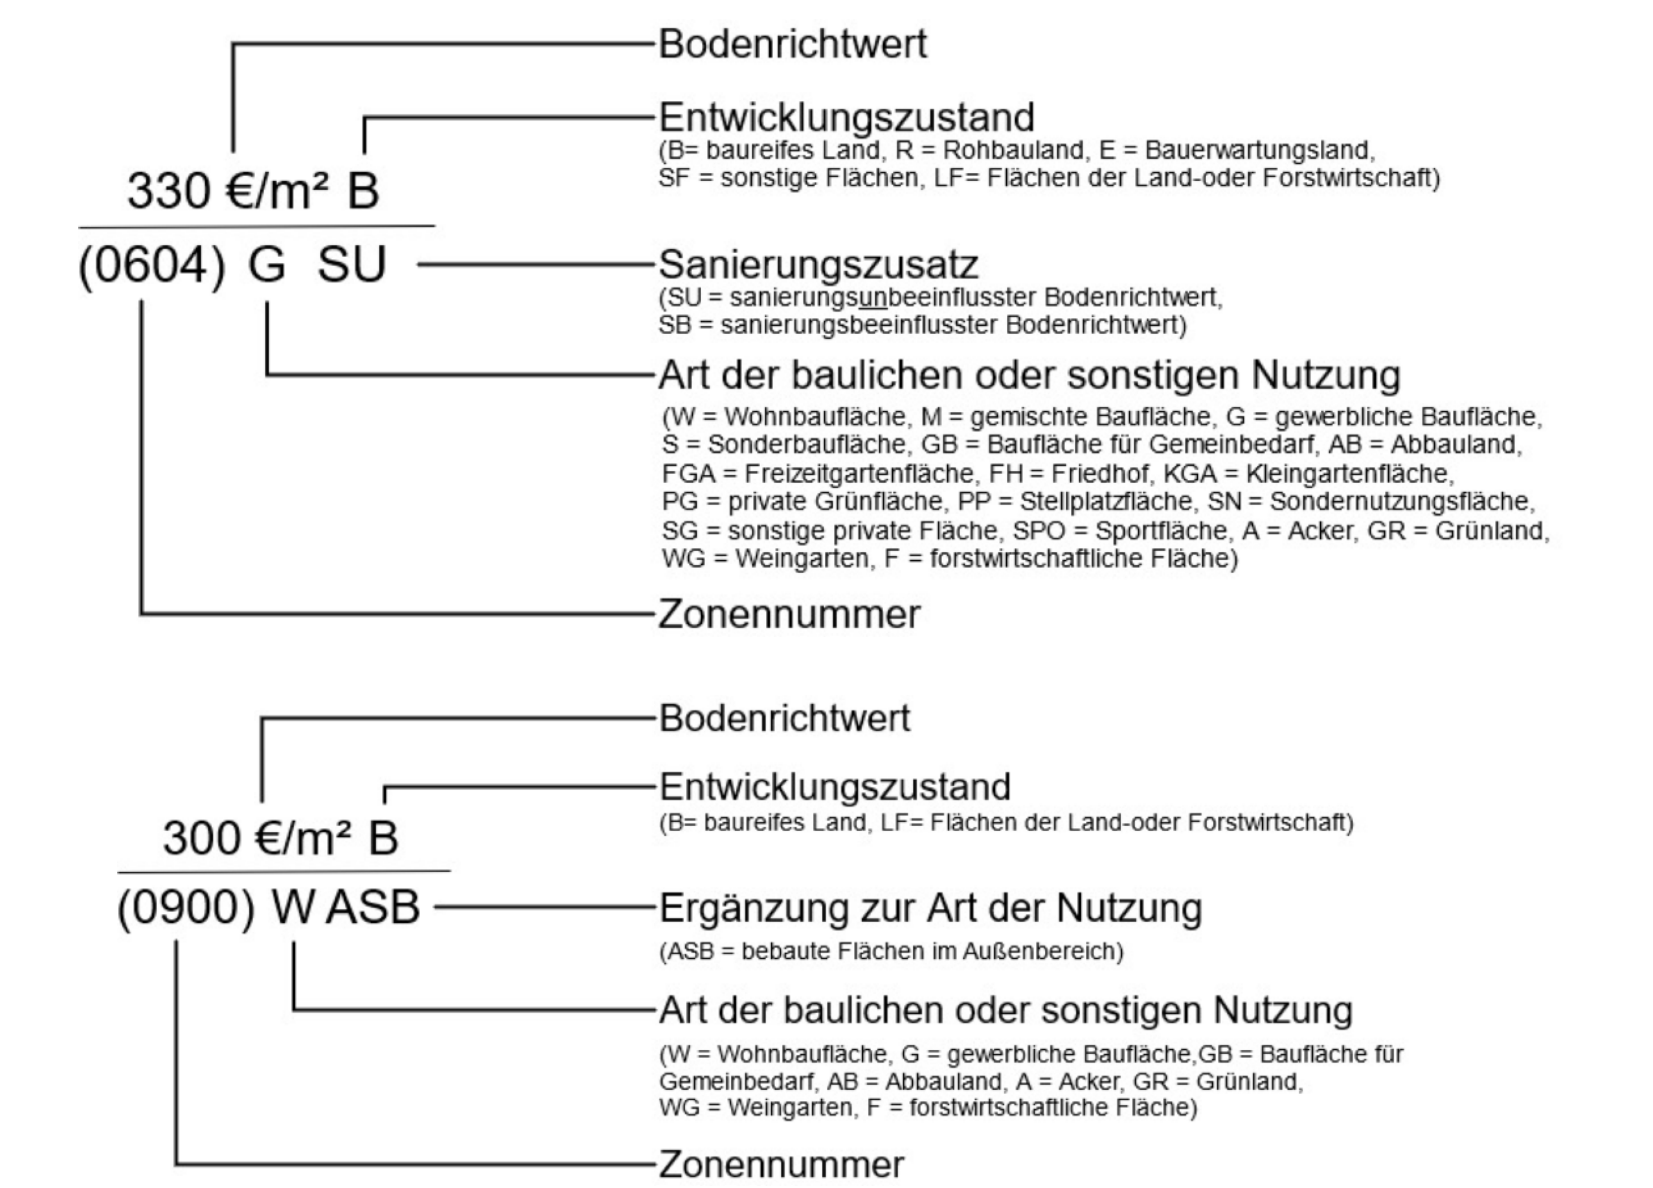 Bodenrichtwert
Entwicklungszustand
(B= baureifes Land, R = Rohbauland, E = Bauerwartungsland,
SF = sonstige Flächen, LF= Flächen der Land-oder Forstwirtschaft)
330 €/m² B
(0604) G SU
Sanierungszusatz
(SU = sanierungsunbeeinflusster Bodenrichtwert,
SB = sanierungsbeeinflusster Bodenrichtwert)
Art der baulichen oder sonstigen Nutzung
(W = Wohnbaufläche, M = gemischte Baufläche, G = gewerbliche Baufläche,
S = Sonderbaufläche, GB = Baufläche für Gemeinbedarf, AB = Abbauland,
FGA = Freizeitgartenfläche, FH = Friedhof, KGA = Kleingartenfläche,
PG = private Grünfläche, PP = Stellplatzfläche, SN = Sondernutzungsfläche,
SG = sonstige private Fläche, SPO = Sportfläche, A = Acker, GR = Grünland,
WG = Weingarten, F = forstwirtschaftliche Fläche)
Zonennummer
Bodenrichtwert
Entwicklungszustand
(B= baureifes Land, LF= Flächen der Land-oder Forstwirtschaft)
300 €/m² B
(0900) W ASB
Ergänzung zur Art der Nutzung
(ASB = bebaute Flächen im Außenbereich)
Art der baulichen oder sonstigen Nutzung
(W = Wohnbaufläche, G = gewerbliche Baufläche,GB = Baufläche für
Gemeinbedarf, AB = Abbauland, A = Acker, GR = Grünland,
WG = Weingarten, F = forstwirtschaftliche Fläche)
Zonennummer